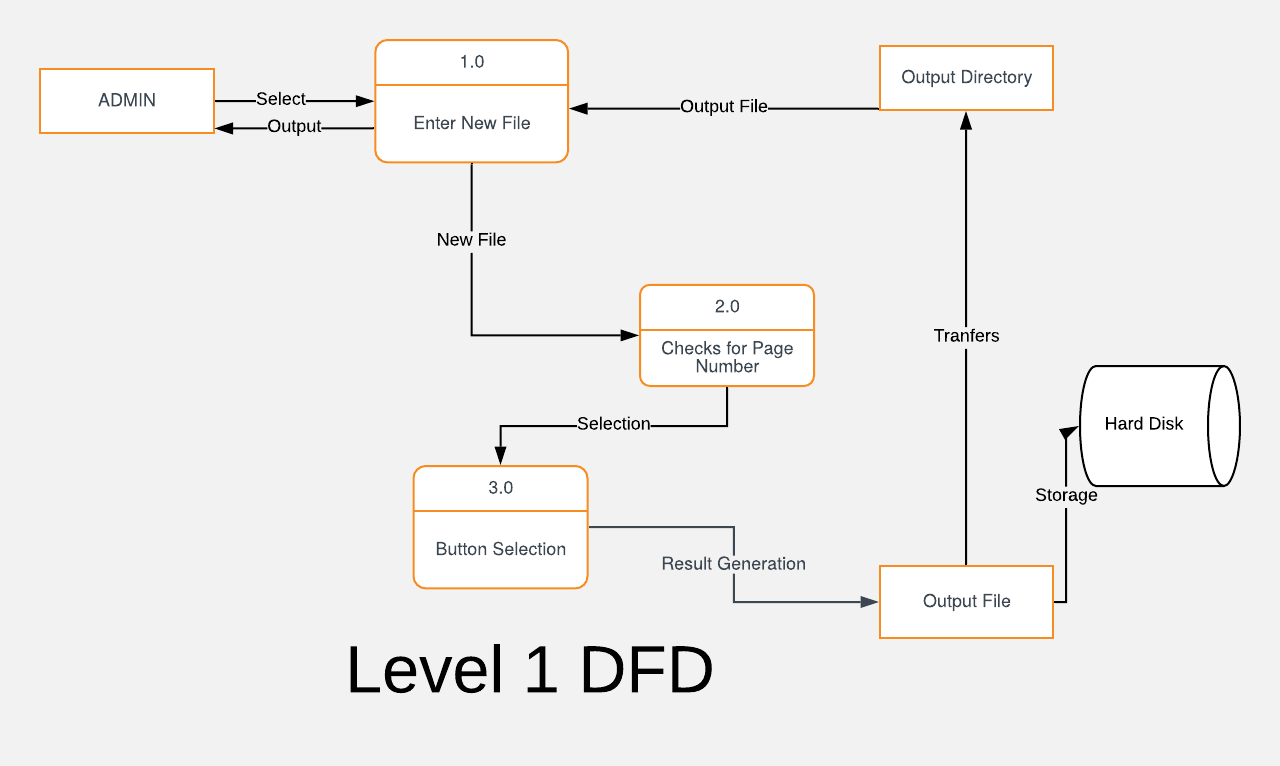 ADMIN
Select
Output
1.0
Enter New File
Output File
Output Directory
New File
2.0
Checks for Page
Number
Tranfers
Selection
Hard Disk
3.0
Button Selection
Storage
Result Generation
Output File
Level 1 DFD